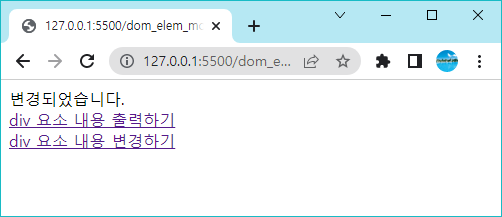 127.0.0.1:5500/dom_elem_mo
127.0.0.1:5500/dom_e...
변경되었습니다.
div 요소 내용 출력하기
div 요소 내용 변경하기